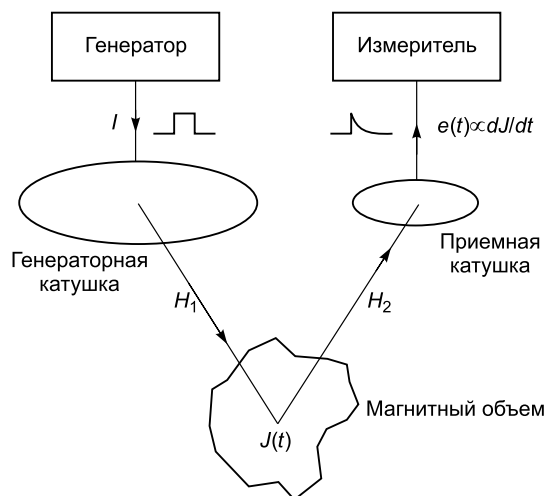 Генератор
Измеритель
I
e(t)∝dJ/dt
Генераторная
катушка
Приемная
катушка
H1
H2
Магнитный объем
J(t)